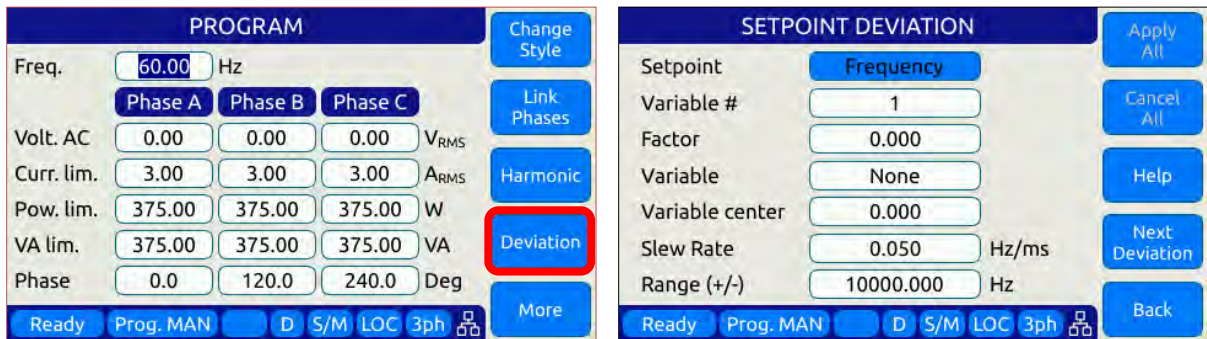 PROGRAM
Freq. 60.00 Hz
Phase A Phase B Phase C
Volt. AC 0.00 0.00 0.00 VRMS
Curr. lim. 3.00 3.00 3.00 ARMS
Pow. lim. 375.00 375.00 375.00 W
VA lim. 375.00 375.00 375.00 VA
Phase 0.0 120.0 240.0 Deg
Ready Prog. MAN D S/M LOC 3ph
Change
Style
Link
Phases
Harmonic
Deviation
More
SETPOINT DEVIATION
Setpoint Frequency
Variable # 1
Factor 0.000
Variable None
Variable center 0.000
Slew Rate 0.050 Hz/ms
Range (+/-) 10000.000 Hz
Ready Prog. MAN D S/M LOC 3ph
Apply
All
Cancel
All
Help
Next
Deviation
Back